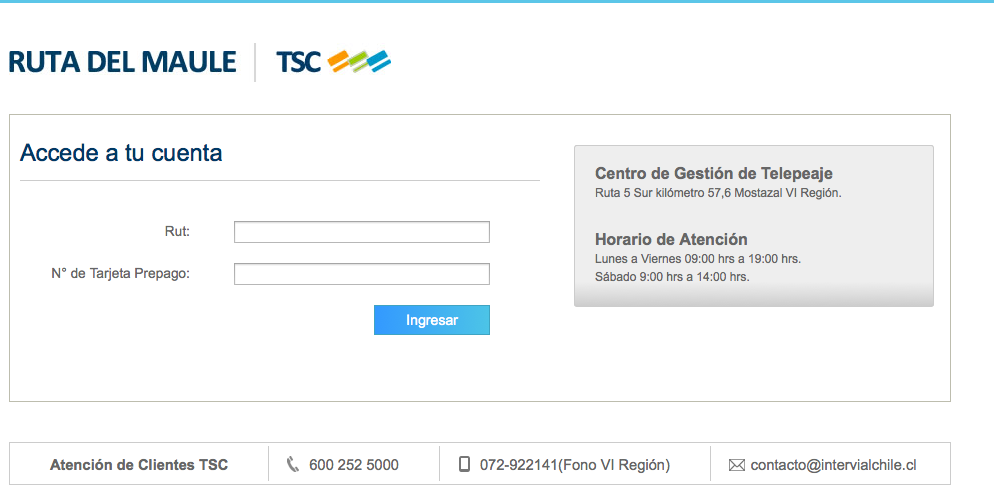 RUTA DEL MAULE
TSC
Accede a tu cuenta
Rut:
N° de Tarjeta Prepago:
Ingresar
Centro de Gestión de Telepeaje
Ruta 5 Sur kilómetro 57,6 Mostazal VI Región.
Horario de Atención
Lunes a Viernes 09:00 hrs a 19:00 hrs.
Sábado 9:00 hrs a 14:00 hrs.
Atención de Clientes TSC
600 252 5000
072-922141(Fono VI Región)
contacto@intervialchile.cl